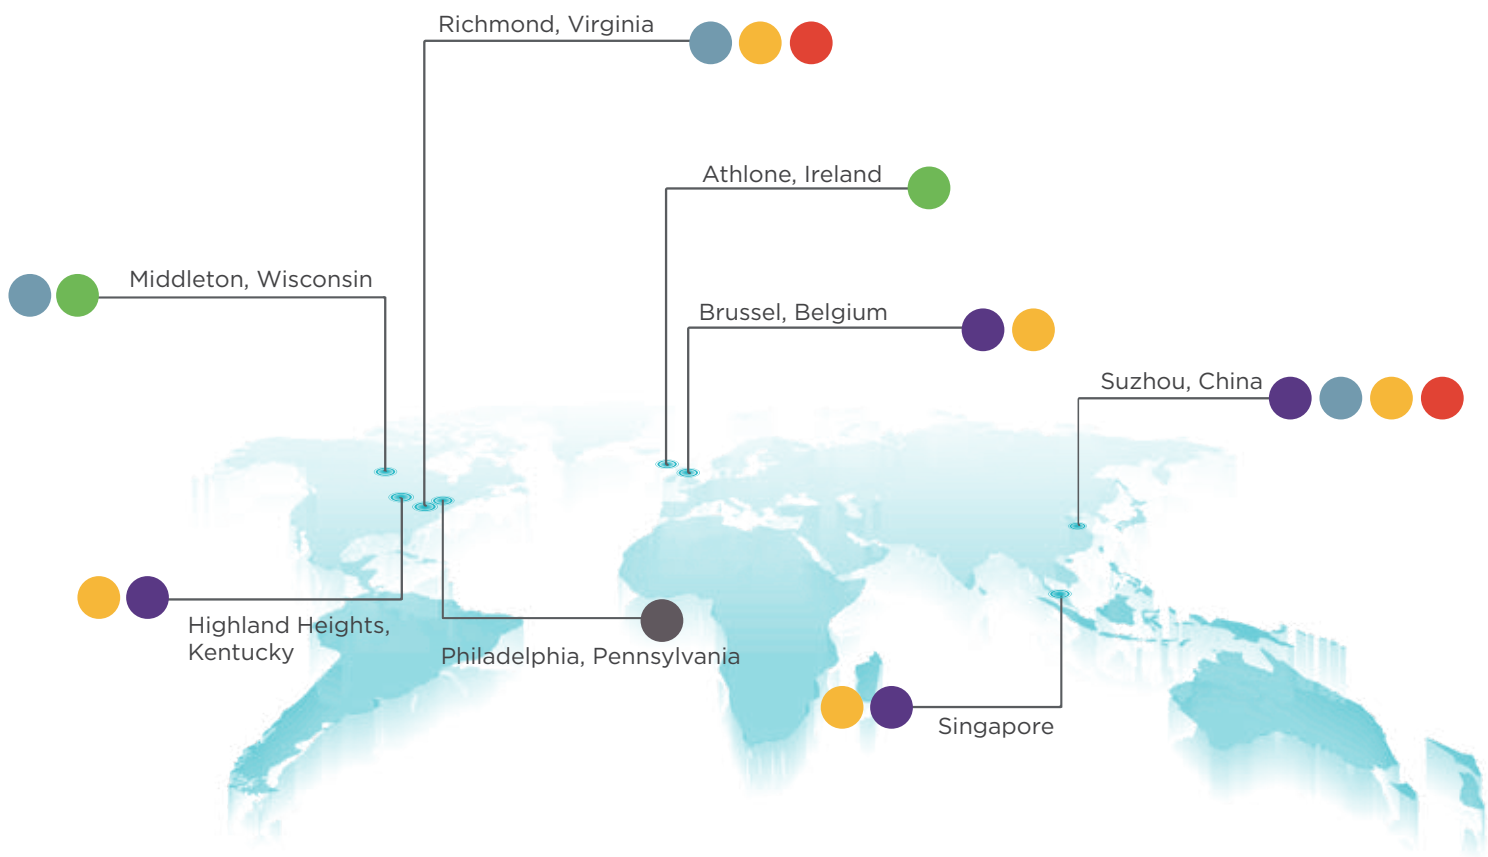 Richmond, Virginia
Athlone, Ireland
Middleton, Wisconsin
Brussel, Belgium
Suzhou, China
Highland Heights,
Kentucky
Philadelphia, Pennsylvania
Singapore